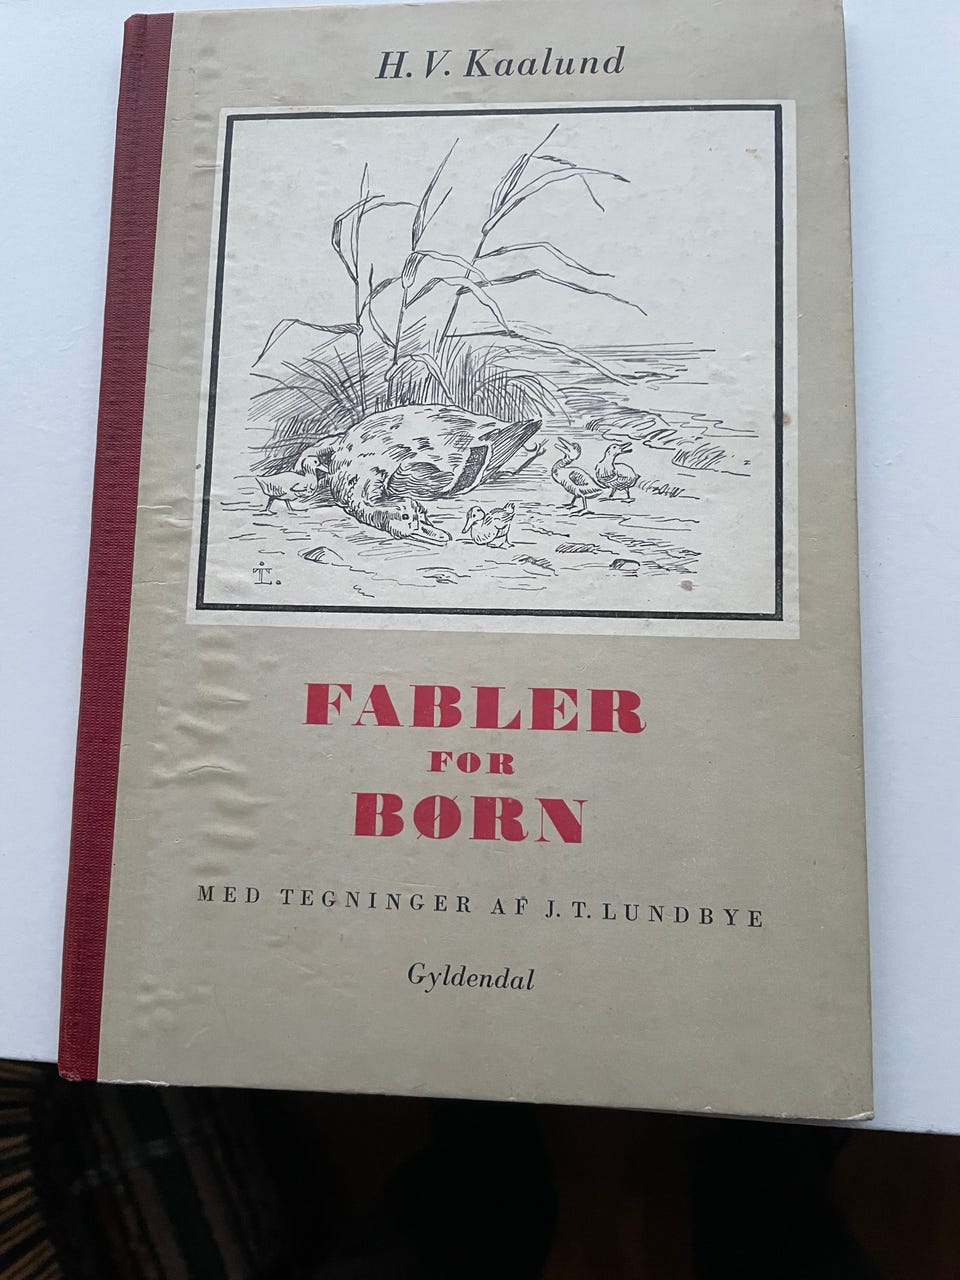 H. V. Kaalund
FABLER
FOR
BØRN
MED TEGNINGER AF J. T. LUNDBYE
Gyldendal